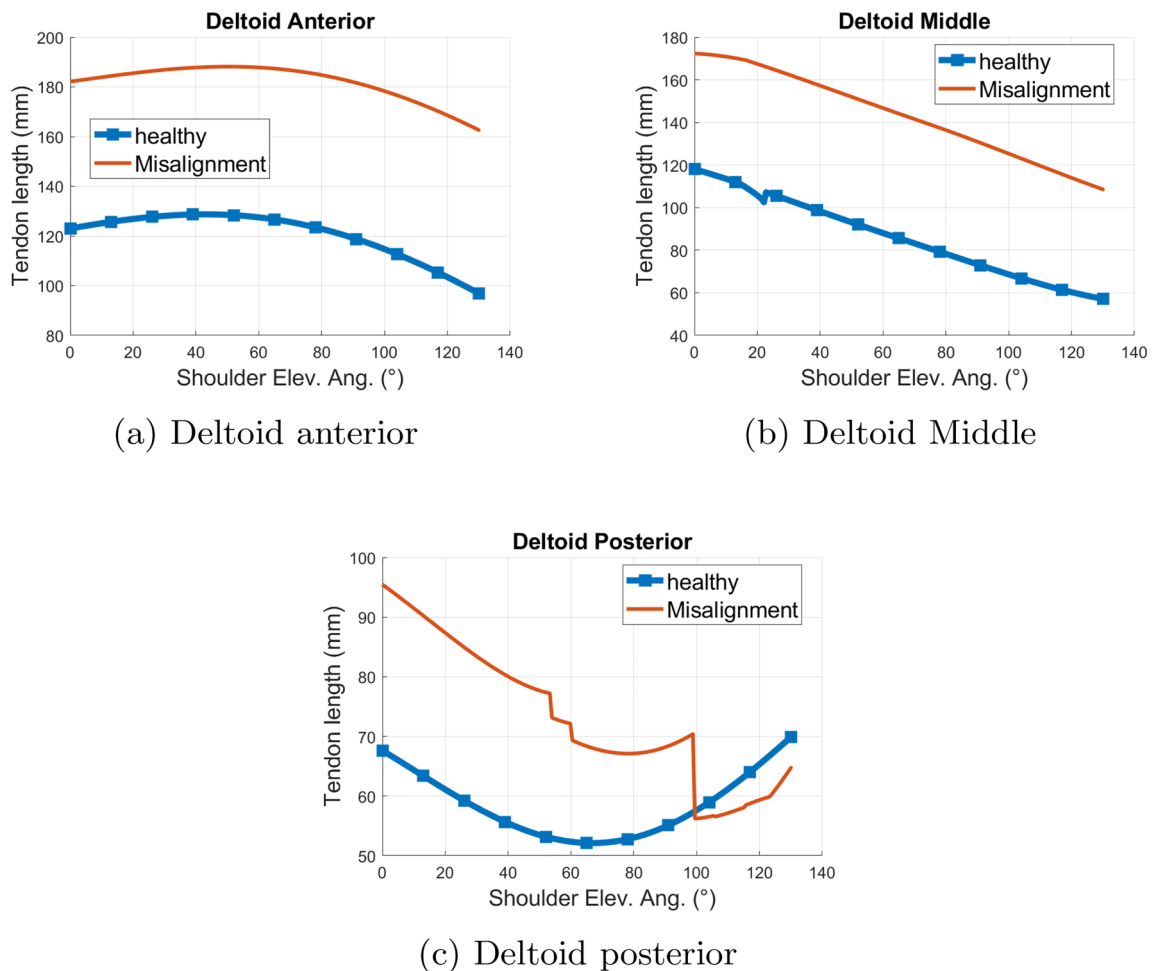 Deltoid Anterior
200
180
160
140
120
100
80
Tendon length (mm)
healthy
Misalignment
0 20 40 60 80 100 120 140
Shoulder Elev. Ang. (°)
(a) Deltoid anterior
Deltoid Middle
180
160
140
120
100
80
60
40
Tendon length (mm)
healthy
Misalignment
0 20 40 60 80 100 120 140
Shoulder Elev. Ang. (°)
(b) Deltoid Middle
Deltoid Posterior
100
90
80
70
60
50
Tendon length (mm)
healthy
Misalignment
0 20 40 60 80 100 120 140
Shoulder Elev. Ang. (°)
(c) Deltoid posterior